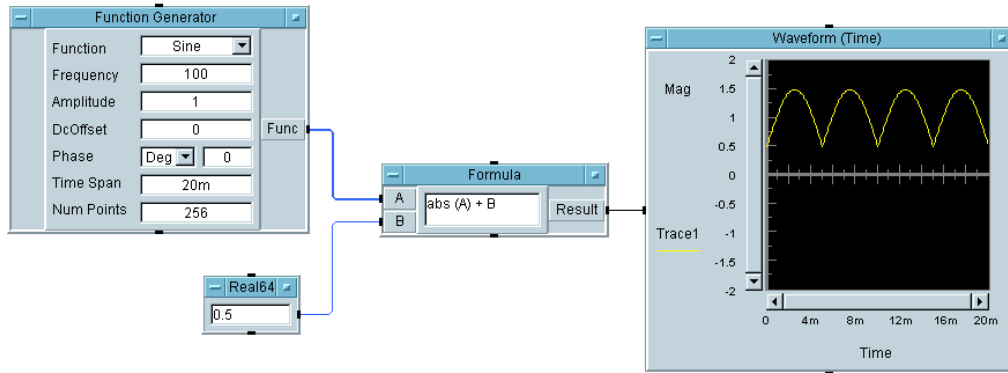 Function Generator
Function Sine
Frequency 100
Amplitude 1
DcOffset 0
Phase Deg 0
Time Span 20m
Num Points 256
Func
Real64
0.5
Formula
A
B
abs (A) + B
Result
Waveform (Time)
Mag
Trace1
2
1.5
1
0.5
0
-0.5
-1
-1.5
-2
0 4m 8m 12m 16m 20m
Time